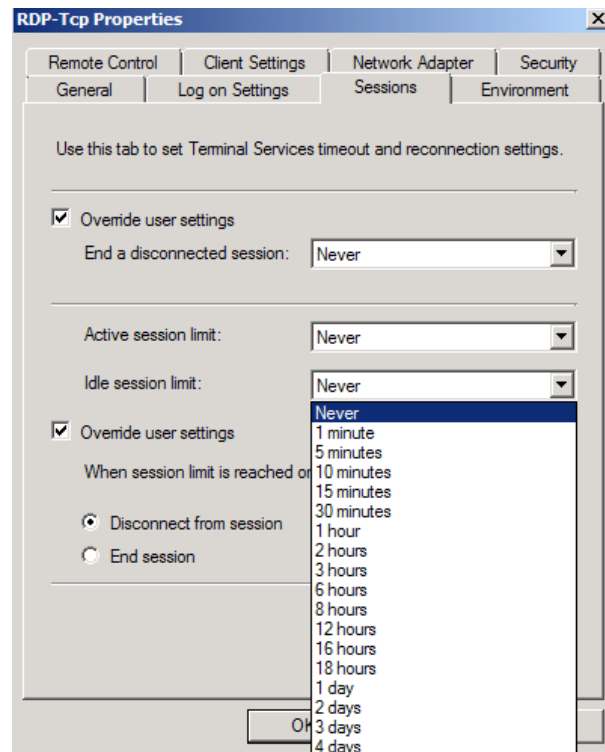 RDP-Tcp Properties
Remote Control Client Settings Network Adapter Security
General Log on Settings Sessions Environment
Use this tab to set Terminal Services timeout and reconnection settings.
Override user settings
End a disconnected session: Never
Active session limit: Never
Idle session limit: Never
Never
Override user settings
1 minute
5 minutes
When session limit is reached or
10 minutes
15 minutes
30 minutes
Disconnect from session
1 hour
2 hours
End session
3 hours
6 hours
8 hours
12 hours
16 hours
18 hours
1 day
2 days
3 days
4 days